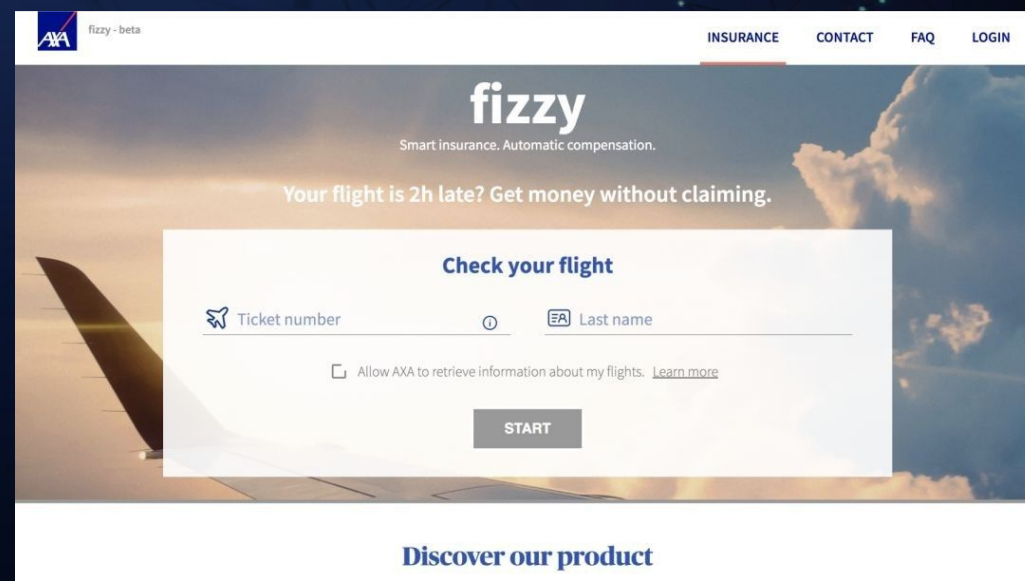 AXA
fizzy - beta
INSURANCE CONTACT FAQ LOGIN
fizzy
Smart insurance. Automatic compensation.
Your flight is 2h late? Get money without claiming.
Check your flight
Ticket number
Last name
Allow AXA to retrieve information about my flights. Learn more
START
Discover our product